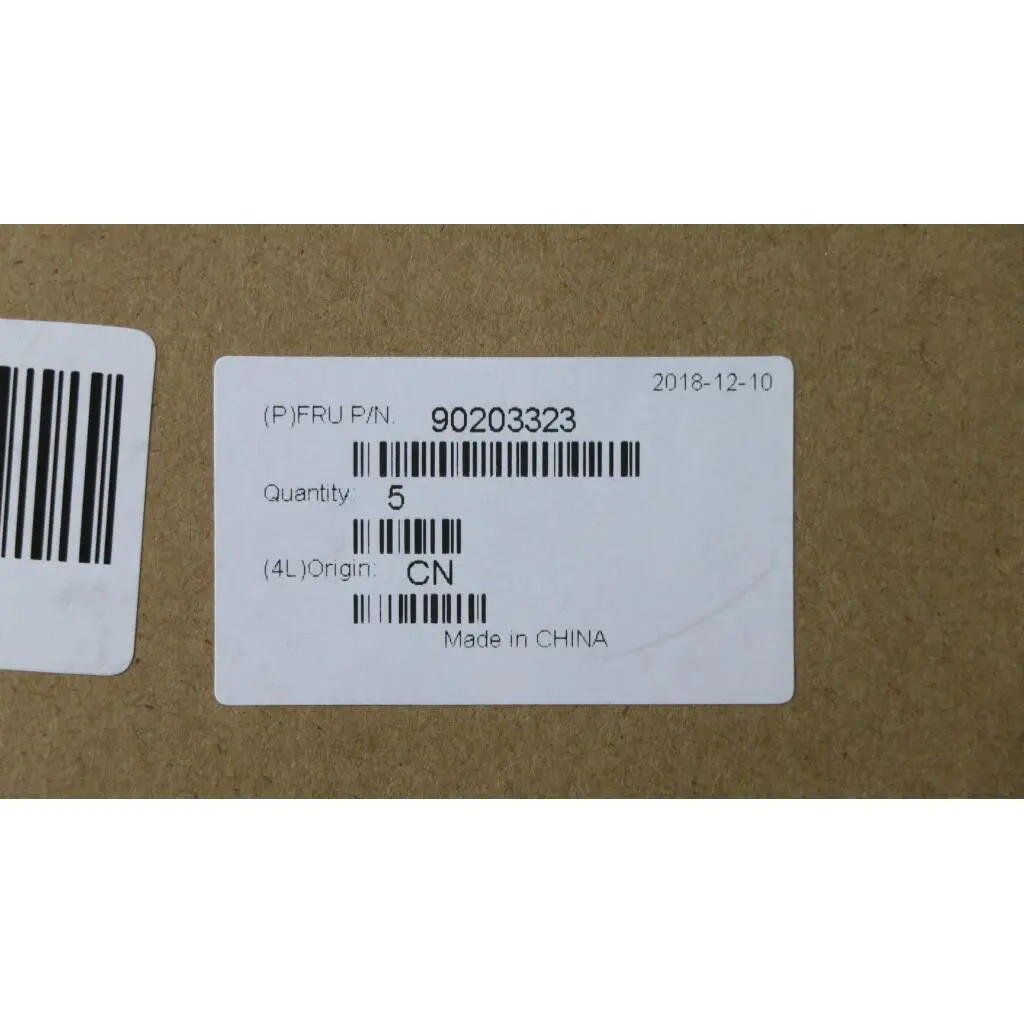 2018-12-10
(P)FRU P/N: 90203323
Quantity: 5
(4L)Origin: CN
Made in CHINA